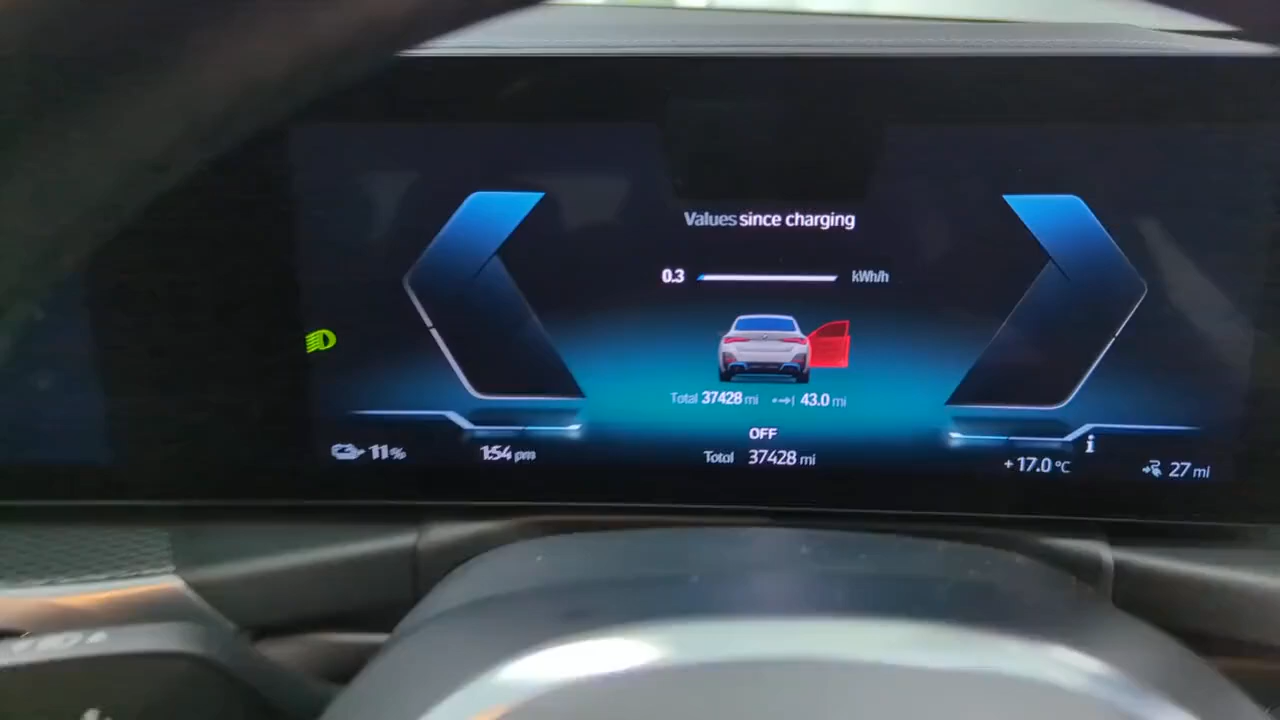 Values since charging
0.3 kWh/h
Total 37428 mi 43.0 mi
OFF
11% 1:54 pm Total 37428 mi +17.0°C 27 mi